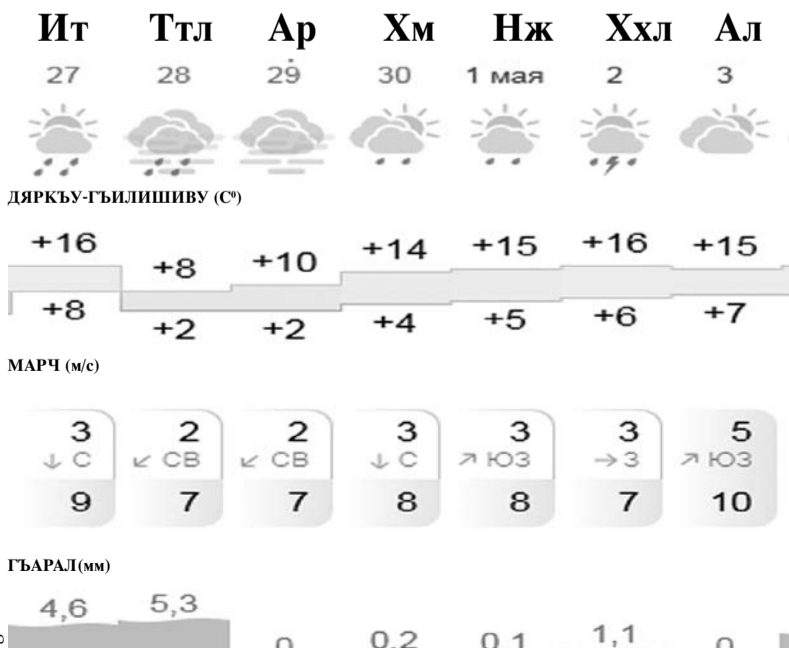 Ит Ттл Ар Хм Нж Ххл Ал
27 28 29 30 1 мая 2 3
ДЯРКЪУ-ГЪИЛИШИВУ (С⁰)
+16 +8 +10 +14 +15 +16 +15
+8 +2 +2 +4 +5 +6 +7
МАРЧ (м/с)
3 2 2 3 3 3 5
↓ С ↙ СВ ↙ СВ ↓ С ↗ ЮЗ → З ↗ ЮЗ
9 7 7 8 8 7 10
ГЪАРАЛ(мм)
4,6 5,3 0 0,2 0,1 1,1 0